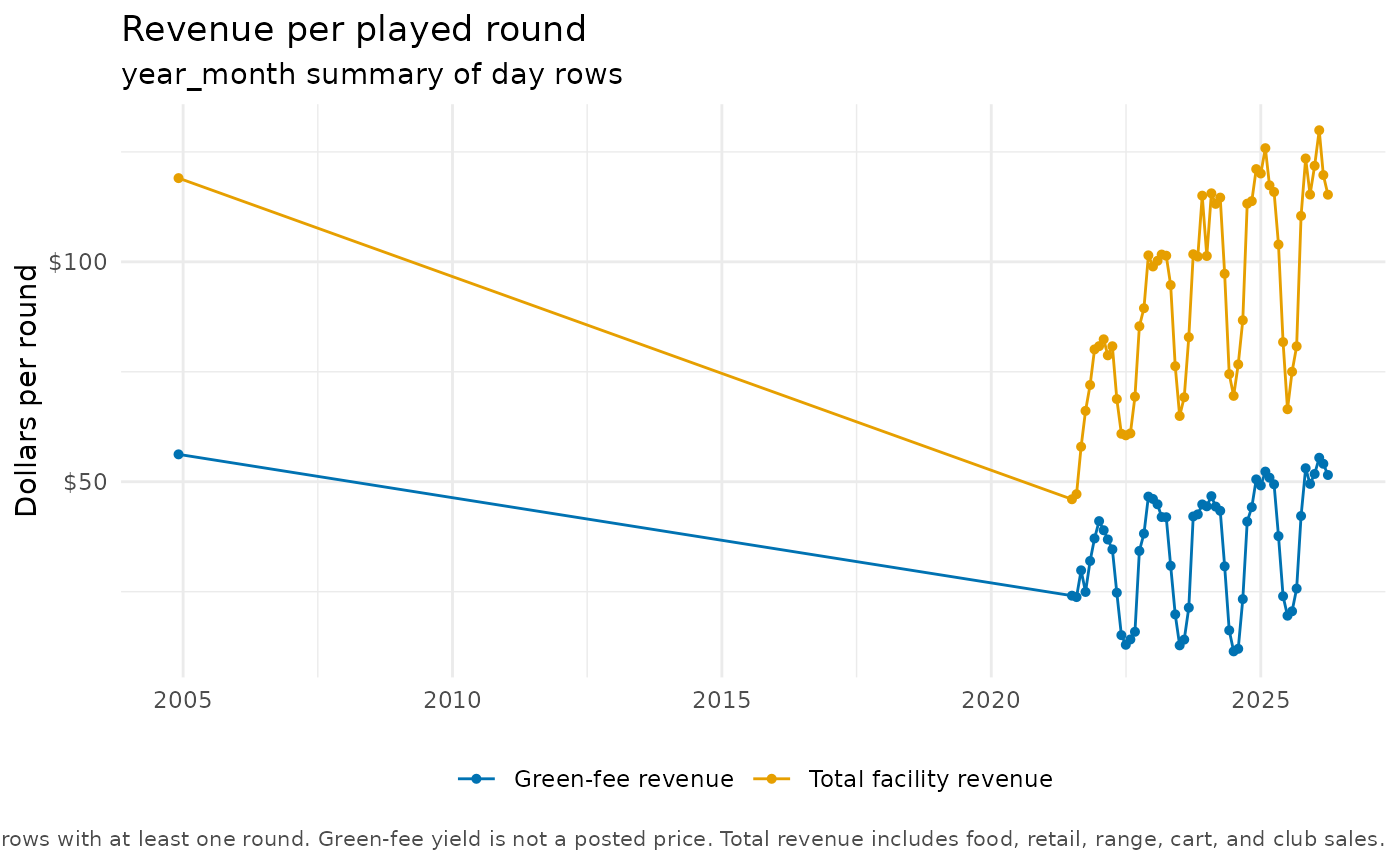 Revenue per played round
year_month summary of day rows
Dollars per round
$100
$50
2005
2010
2015
2020
2025
Green-fee revenue
Total facility revenue
rows with at least one round. Green-fee yield is not a posted price. Total revenue includes food, retail, range, cart, and club sales.